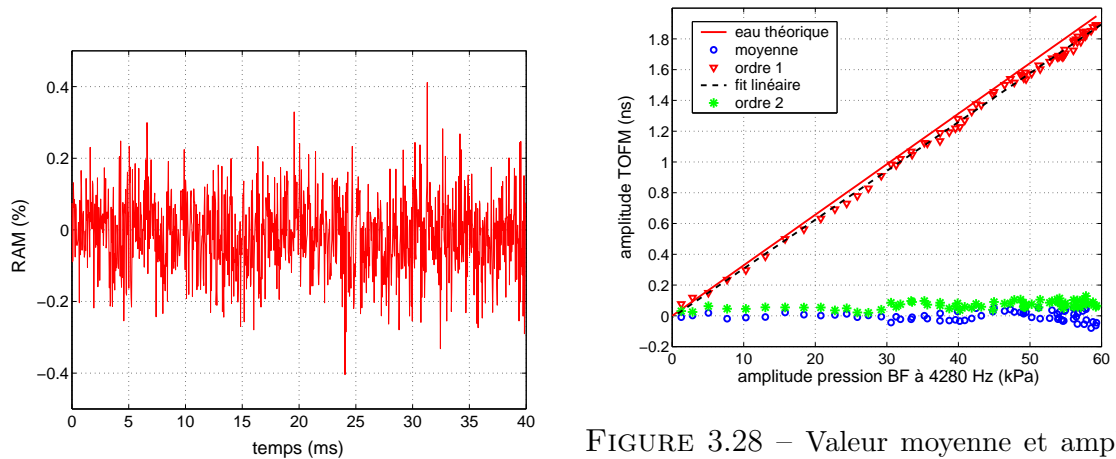 0.4
0.2
0
−0.2
−0.4
RAM (%)
0 5 10 15 20 25 30 35 40
temps (ms)
eau théorique
moyenne
ordre 1
fit linéaire
ordre 2
1.8
1.6
1.4
1.2
1
0.8
0.6
0.4
0.2
0
−0.2
amplitude TOFM (ns)
0 10 20 30 40 50 60
amplitude pression BF à 4280 Hz (kPa)
FIGURE 3.28 – Valeur moyenne et amp